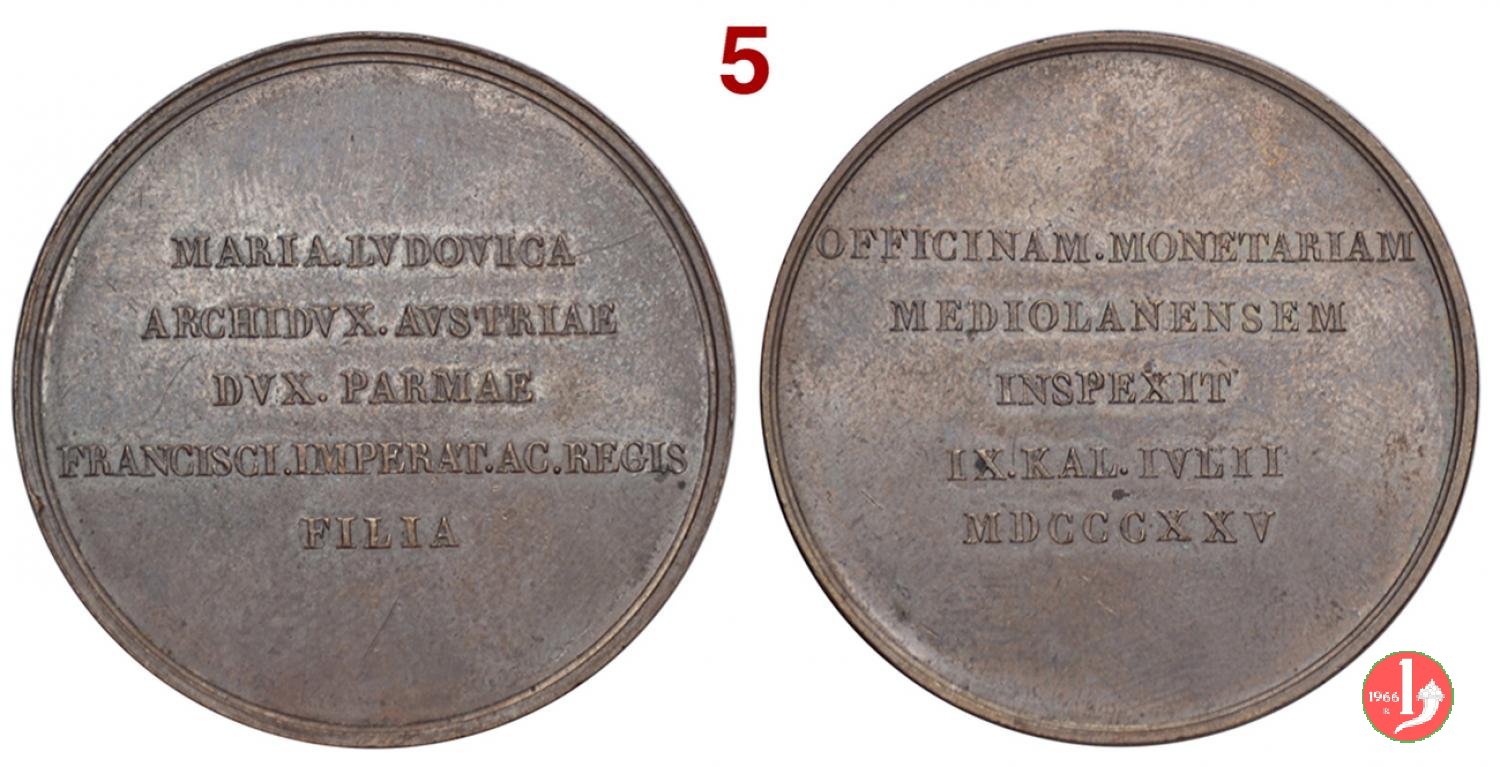 5
MARIA.LVDOVICA
ARCHIDVX.AVSTRIAE
DVX.PARMAE
FRANCISCI.IMPERAT.AC.REGIS
FILIA
OFFICINAM.MONETARIAM
MEDIOLANENSEM
INSPEXIT
IX.KAL.IVLII
MDCCCXXV
1966